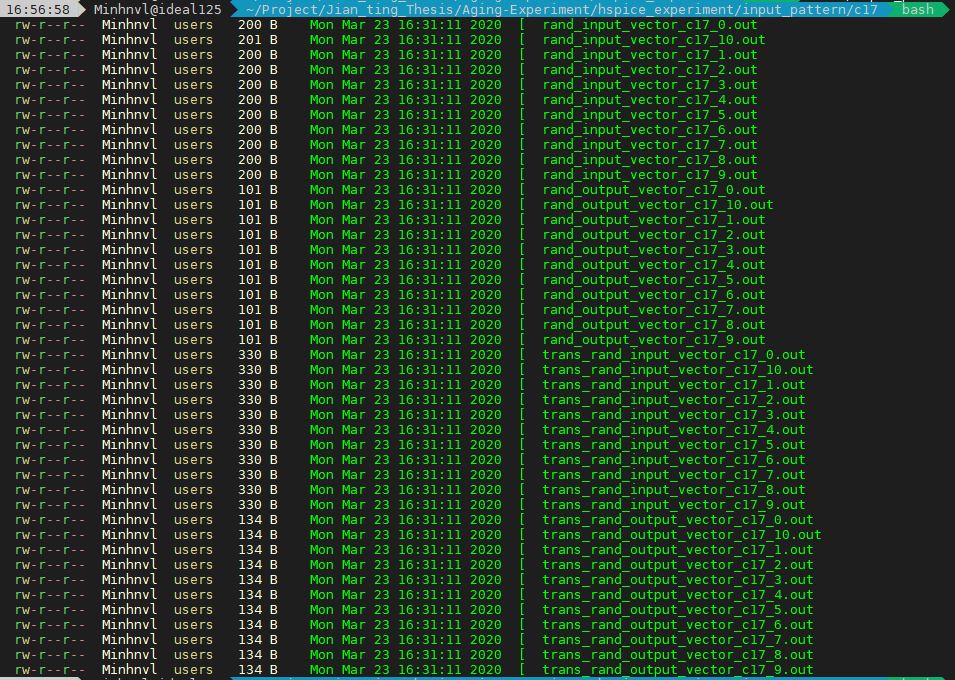 16:56:58 Minhnvl@ideal125 ~/Project/Jian_ting_Thesis/Aging-Experiment/hspice_experiment/input_pattern/c17 bash
rw-r--r-- Minhnvl users 200 B Mon Mar 23 16:31:11 2020 [ rand_input_vector_c17_0.out
rw-r--r-- Minhnvl users 201 B Mon Mar 23 16:31:11 2020 [ rand_input_vector_c17_10.out
rw-r--r-- Minhnvl users 200 B Mon Mar 23 16:31:11 2020 [ rand_input_vector_c17_1.out
rw-r--r-- Minhnvl users 200 B Mon Mar 23 16:31:11 2020 [ rand_input_vector_c17_2.out
rw-r--r-- Minhnvl users 200 B Mon Mar 23 16:31:11 2020 [ rand_input_vector_c17_3.out
rw-r--r-- Minhnvl users 200 B Mon Mar 23 16:31:11 2020 [ rand_input_vector_c17_4.out
rw-r--r-- Minhnvl users 200 B Mon Mar 23 16:31:11 2020 [ rand_input_vector_c17_5.out
rw-r--r-- Minhnvl users 200 B Mon Mar 23 16:31:11 2020 [ rand_input_vector_c17_6.out
rw-r--r-- Minhnvl users 200 B Mon Mar 23 16:31:11 2020 [ rand_input_vector_c17_7.out
rw-r--r-- Minhnvl users 200 B Mon Mar 23 16:31:11 2020 [ rand_input_vector_c17_8.out
rw-r--r-- Minhnvl users 200 B Mon Mar 23 16:31:11 2020 [ rand_input_vector_c17_9.out
rw-r--r-- Minhnvl users 101 B Mon Mar 23 16:31:11 2020 [ rand_output_vector_c17_0.out
rw-r--r-- Minhnvl users 101 B Mon Mar 23 16:31:11 2020 [ rand_output_vector_c17_10.out
rw-r--r-- Minhnvl users 101 B Mon Mar 23 16:31:11 2020 [ rand_output_vector_c17_1.out
rw-r--r-- Minhnvl users 101 B Mon Mar 23 16:31:11 2020 [ rand_output_vector_c17_2.out
rw-r--r-- Minhnvl users 101 B Mon Mar 23 16:31:11 2020 [ rand_output_vector_c17_3.out
rw-r--r-- Minhnvl users 101 B Mon Mar 23 16:31:11 2020 [ rand_output_vector_c17_4.out
rw-r--r-- Minhnvl users 101 B Mon Mar 23 16:31:11 2020 [ rand_output_vector_c17_5.out
rw-r--r-- Minhnvl users 101 B Mon Mar 23 16:31:11 2020 [ rand_output_vector_c17_6.out
rw-r--r-- Minhnvl users 101 B Mon Mar 23 16:31:11 2020 [ rand_output_vector_c17_7.out
rw-r--r-- Minhnvl users 101 B Mon Mar 23 16:31:11 2020 [ rand_output_vector_c17_8.out
rw-r--r-- Minhnvl users 101 B Mon Mar 23 16:31:11 2020 [ rand_output_vector_c17_9.out
rw-r--r-- Minhnvl users 330 B Mon Mar 23 16:31:11 2020 [ trans_rand_input_vector_c17_0.out
rw-r--r-- Minhnvl users 330 B Mon Mar 23 16:31:11 2020 [ trans_rand_input_vector_c17_10.out
rw-r--r-- Minhnvl users 330 B Mon Mar 23 16:31:11 2020 [ trans_rand_input_vector_c17_1.out
rw-r--r-- Minhnvl users 330 B Mon Mar 23 16:31:11 2020 [ trans_rand_input_vector_c17_2.out
rw-r--r-- Minhnvl users 330 B Mon Mar 23 16:31:11 2020 [ trans_rand_input_vector_c17_3.out
rw-r--r-- Minhnvl users 330 B Mon Mar 23 16:31:11 2020 [ trans_rand_input_vector_c17_4.out
rw-r--r-- Minhnvl users 330 B Mon Mar 23 16:31:11 2020 [ trans_rand_input_vector_c17_5.out
rw-r--r-- Minhnvl users 330 B Mon Mar 23 16:31:11 2020 [ trans_rand_input_vector_c17_6.out
rw-r--r-- Minhnvl users 330 B Mon Mar 23 16:31:11 2020 [ trans_rand_input_vector_c17_7.out
rw-r--r-- Minhnvl users 330 B Mon Mar 23 16:31:11 2020 [ trans_rand_input_vector_c17_8.out
rw-r--r-- Minhnvl users 330 B Mon Mar 23 16:31:11 2020 [ trans_rand_input_vector_c17_9.out
rw-r--r-- Minhnvl users 134 B Mon Mar 23 16:31:11 2020 [ trans_rand_output_vector_c17_0.out
rw-r--r-- Minhnvl users 134 B Mon Mar 23 16:31:11 2020 [ trans_rand_output_vector_c17_10.out
rw-r--r-- Minhnvl users 134 B Mon Mar 23 16:31:11 2020 [ trans_rand_output_vector_c17_1.out
rw-r--r-- Minhnvl users 134 B Mon Mar 23 16:31:11 2020 [ trans_rand_output_vector_c17_2.out
rw-r--r-- Minhnvl users 134 B Mon Mar 23 16:31:11 2020 [ trans_rand_output_vector_c17_3.out
rw-r--r-- Minhnvl users 134 B Mon Mar 23 16:31:11 2020 [ trans_rand_output_vector_c17_4.out
rw-r--r-- Minhnvl users 134 B Mon Mar 23 16:31:11 2020 [ trans_rand_output_vector_c17_5.out
rw-r--r-- Minhnvl users 134 B Mon Mar 23 16:31:11 2020 [ trans_rand_output_vector_c17_6.out
rw-r--r-- Minhnvl users 134 B Mon Mar 23 16:31:11 2020 [ trans_rand_output_vector_c17_7.out
rw-r--r-- Minhnvl users 134 B Mon Mar 23 16:31:11 2020 [ trans_rand_output_vector_c17_8.out
rw-r--r-- Minhnvl users 134 B Mon Mar 23 16:31:11 2020 [ trans_rand_output_vector_c17_9.out